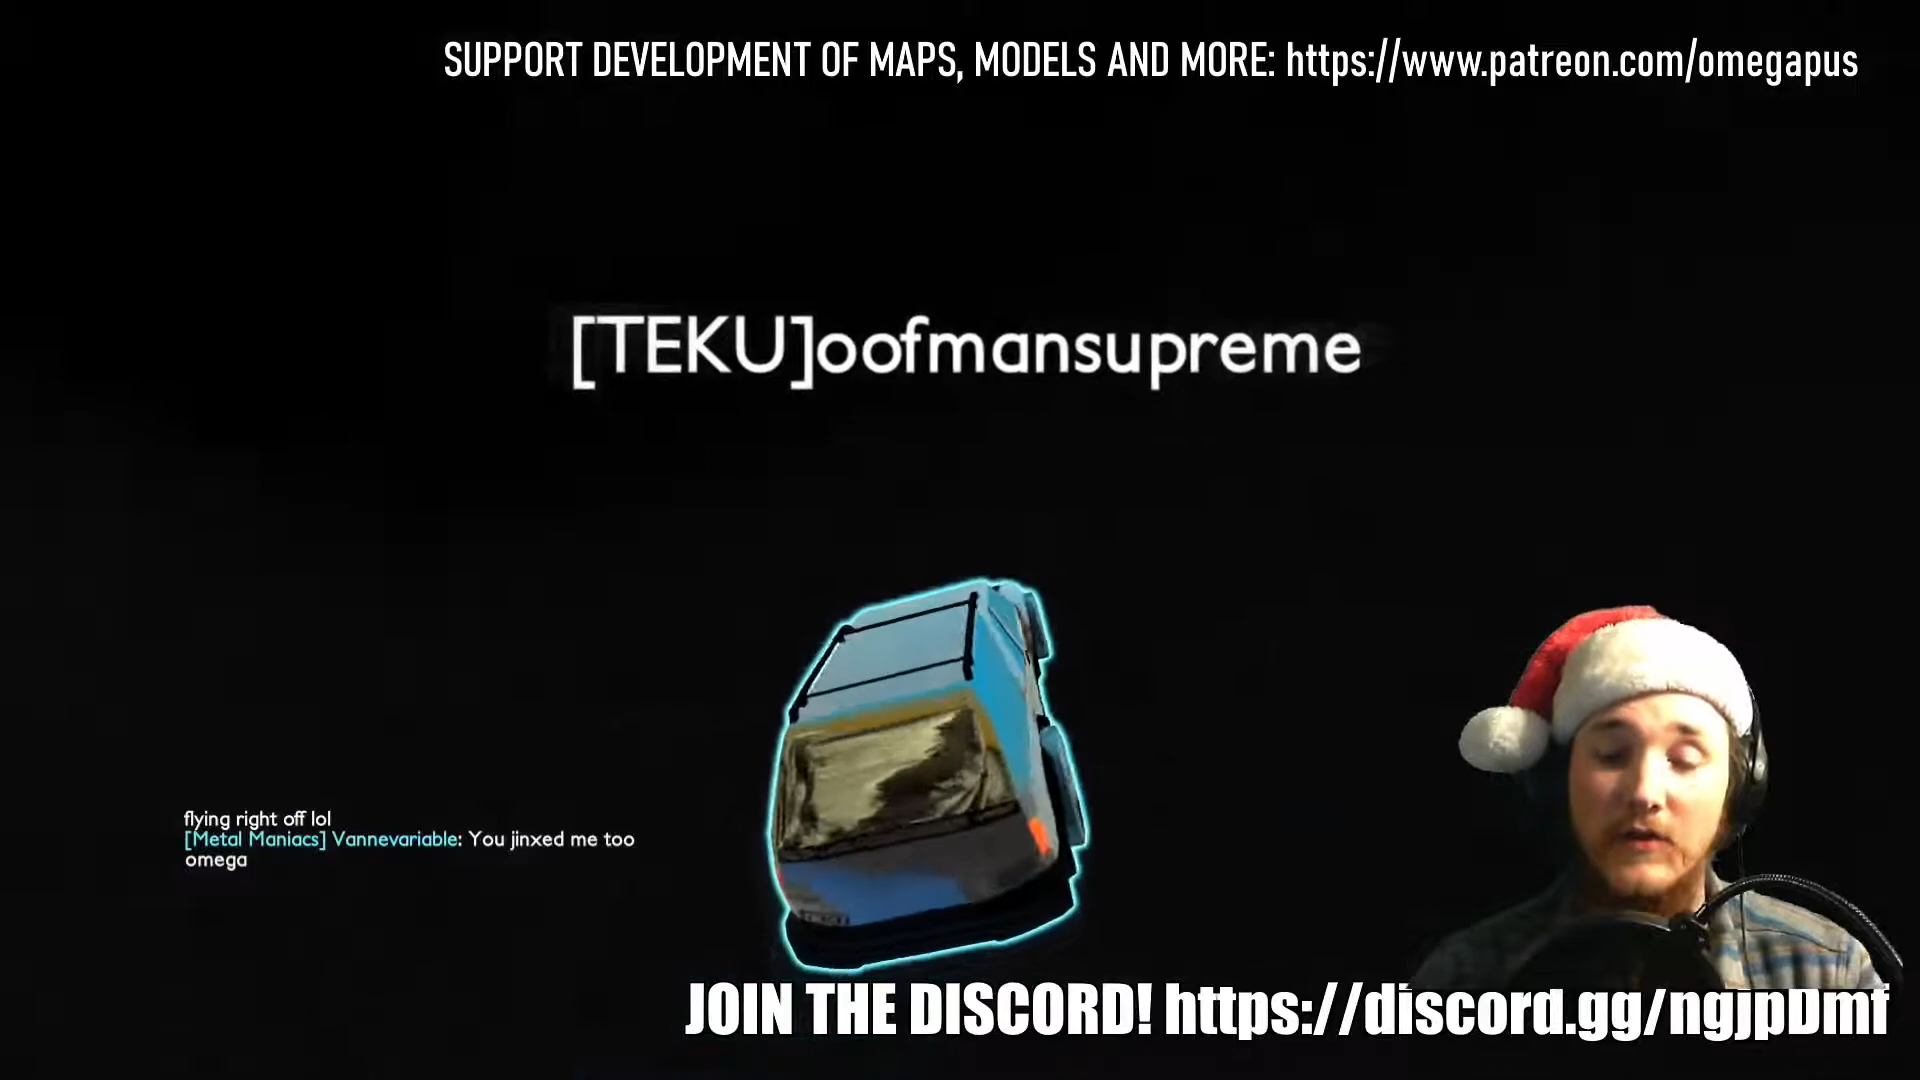 SUPPORT DEVELOPMENT OF MAPS, MODELS AND MORE: https://www.patreon.com/omegapus
[TEKU]oofmansupreme
flying right off lol
[Metal Maniacs] Vannevariable: You jinxed me too
omega
JOIN THE DISCORD! https://discord.gg/ngjpDmf